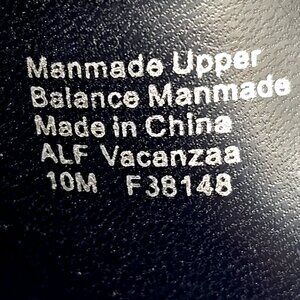 Manmade Upper
Balance Manmade
Made in China
ALF Vacanzaa
10M F38148